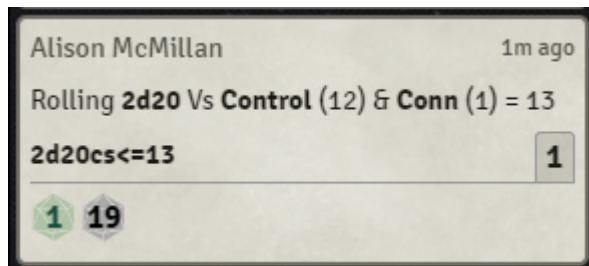 Alison McMillan 1m ago
Rolling 2d20 Vs Control (12) & Conn (1) = 13
2d20cs<=13 1
1 19